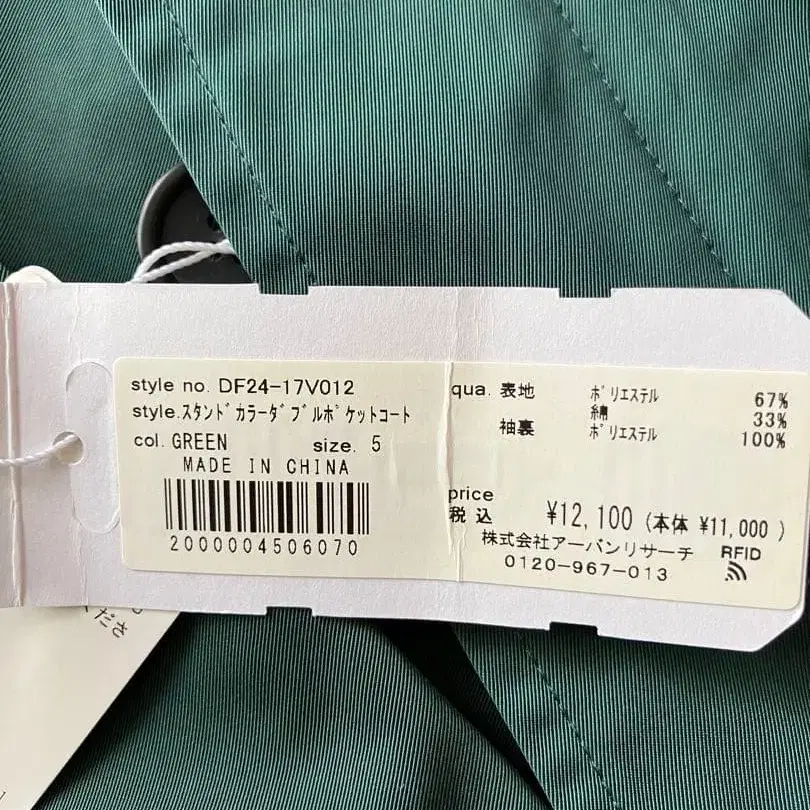 style no. DF24-17V012
style.スタンドカラーダブルポケットコート
col. GREEN size. 5
MADE IN CHINA
2000004506070
qua. 表地 ポリエステル 67%
綿 33%
袖裏 ポリエステル 100%
price
税込 ¥12,100 (本体 ¥11,000 )
株式会社アーバンリサーチ RFID
0120-967-013
ださ